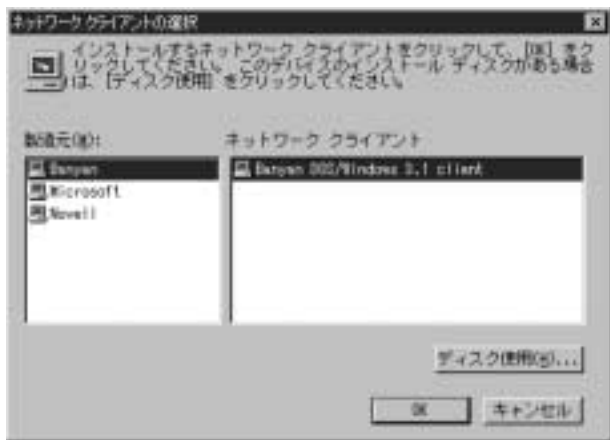 ネットワーク クライアントの選択
インストールするネットワーク クライアントをクリックして、[OK] をク
リックしてください。このデバイスのインストール ディスクがある場合
は、[ディスク使用] をクリックしてください。
製造元(M):
ネットワーク クライアント
Banyan
Banyan DOS/Windows 3.1 client
Microsoft
Novell
ディスク使用(H)...
OK
キャンセル